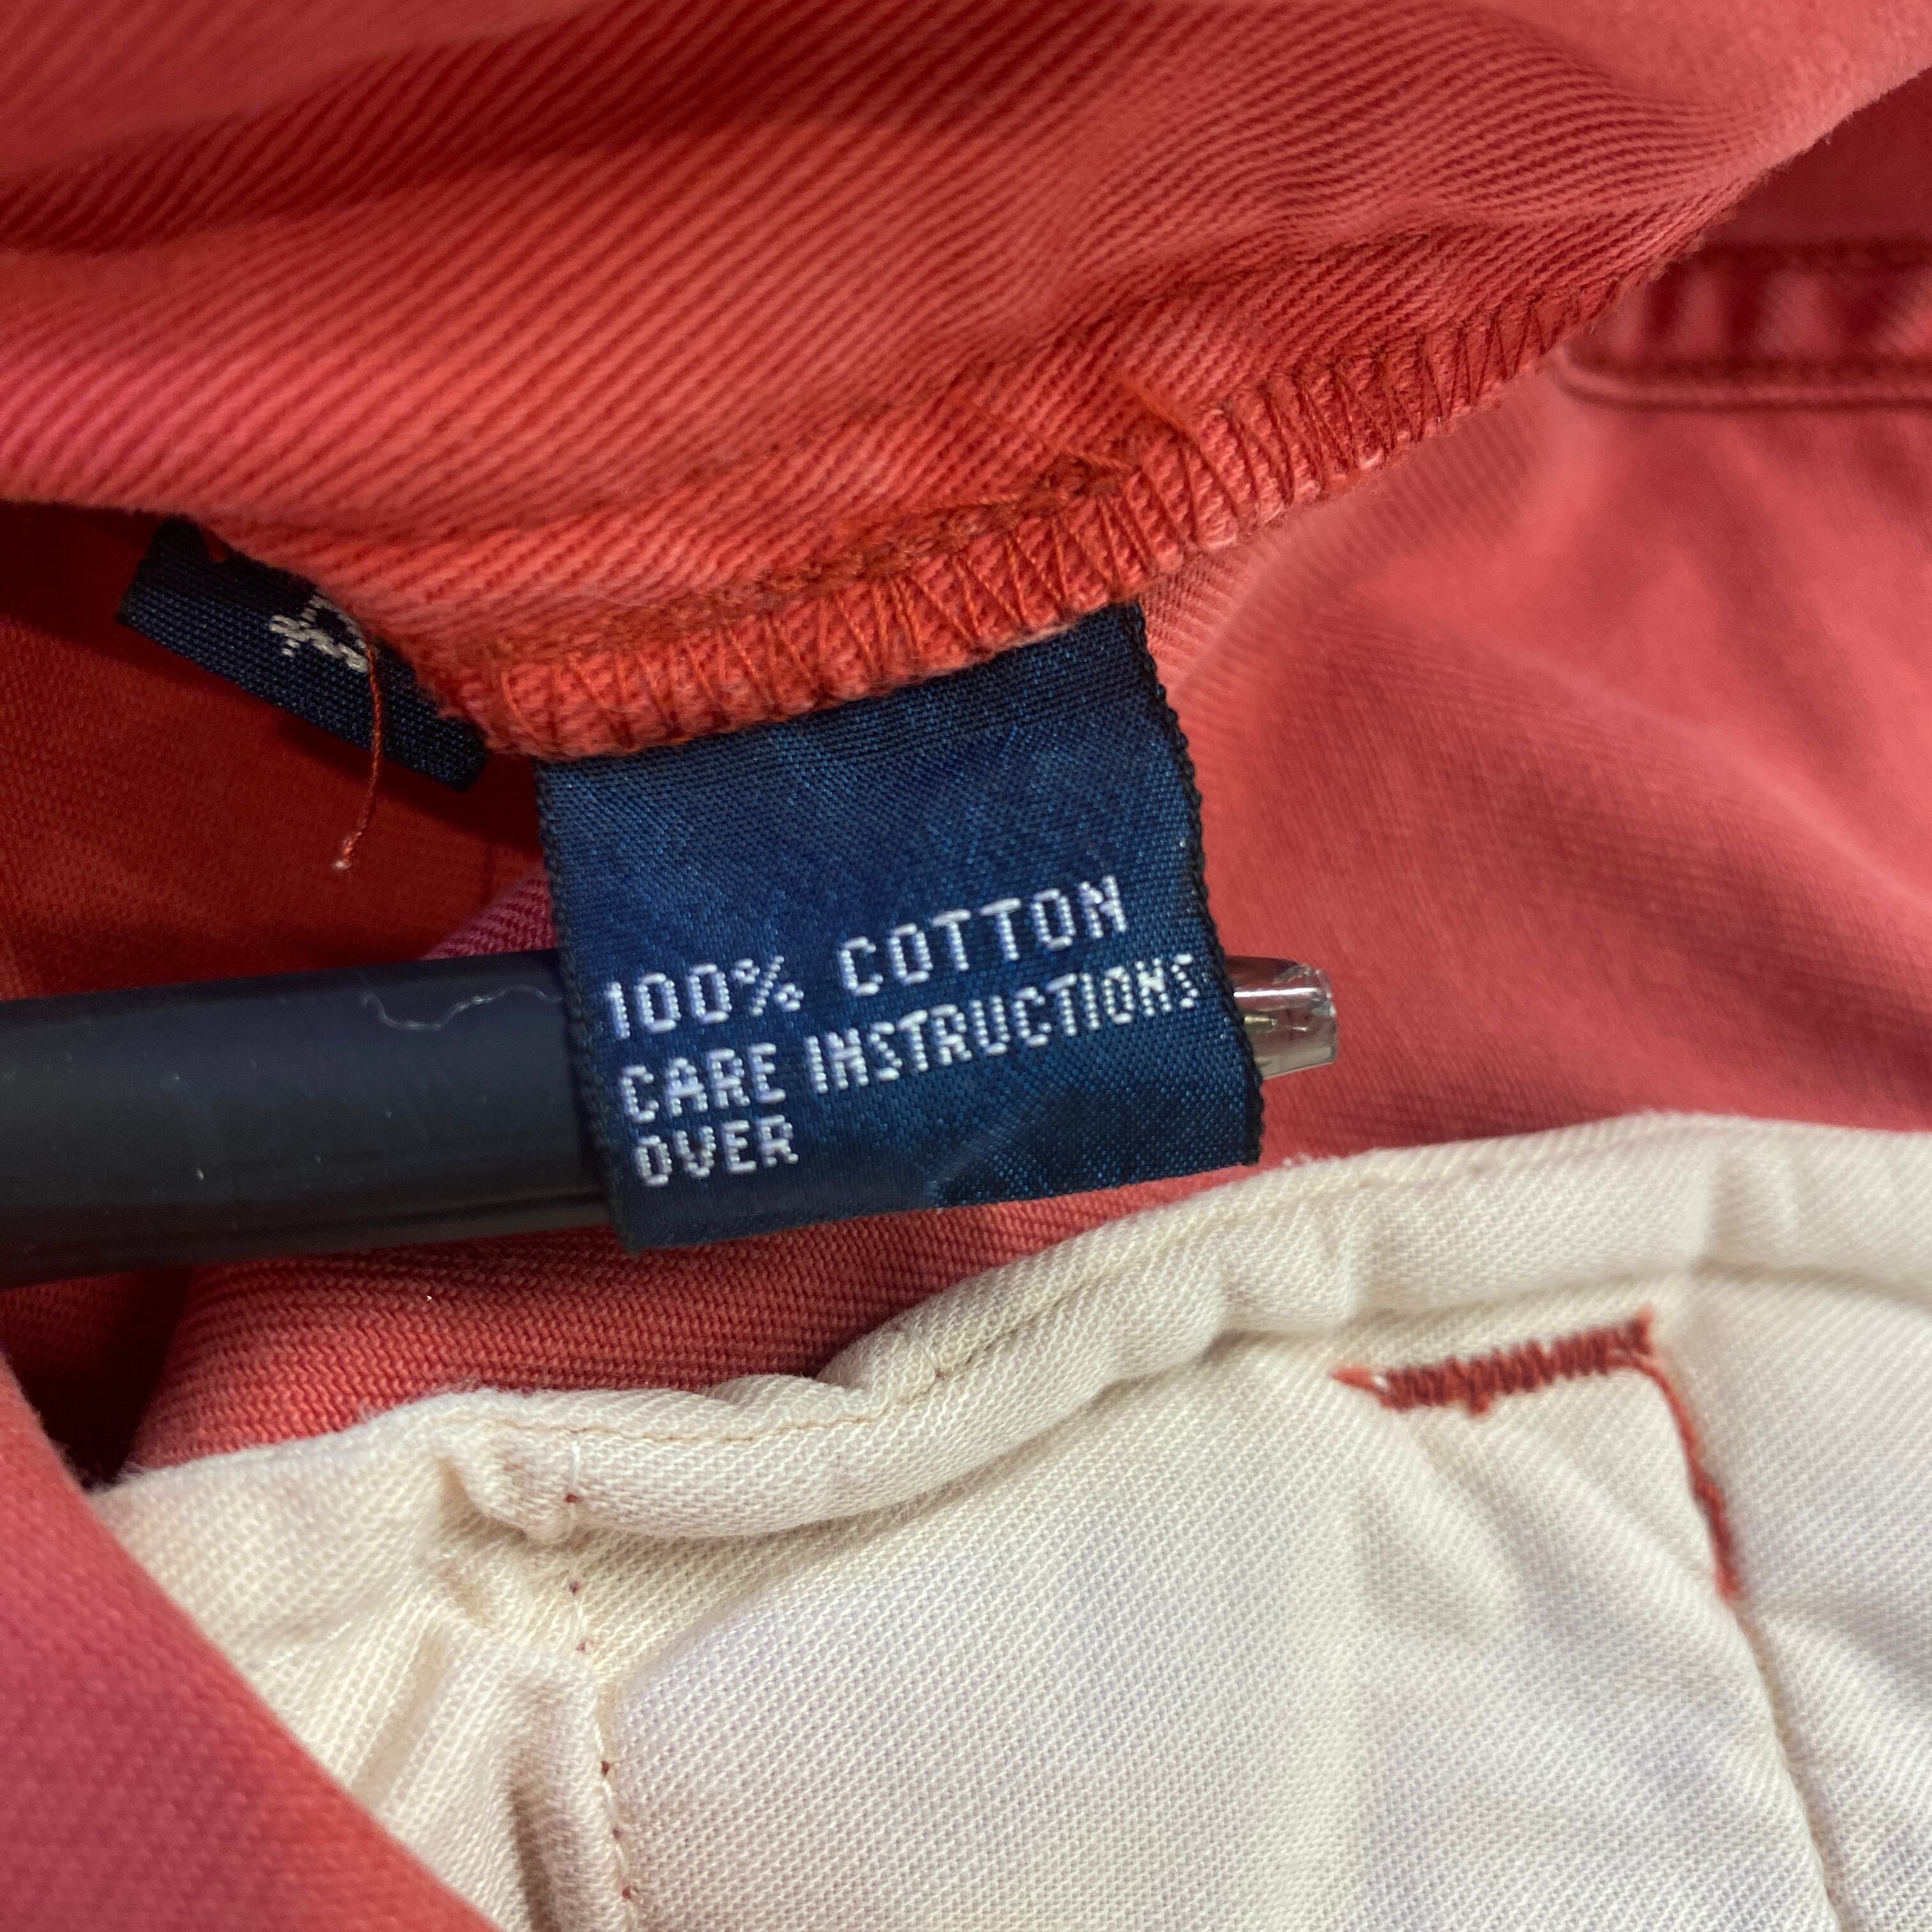 100% COTTON
CARE INSTRUCTIONS
OVER